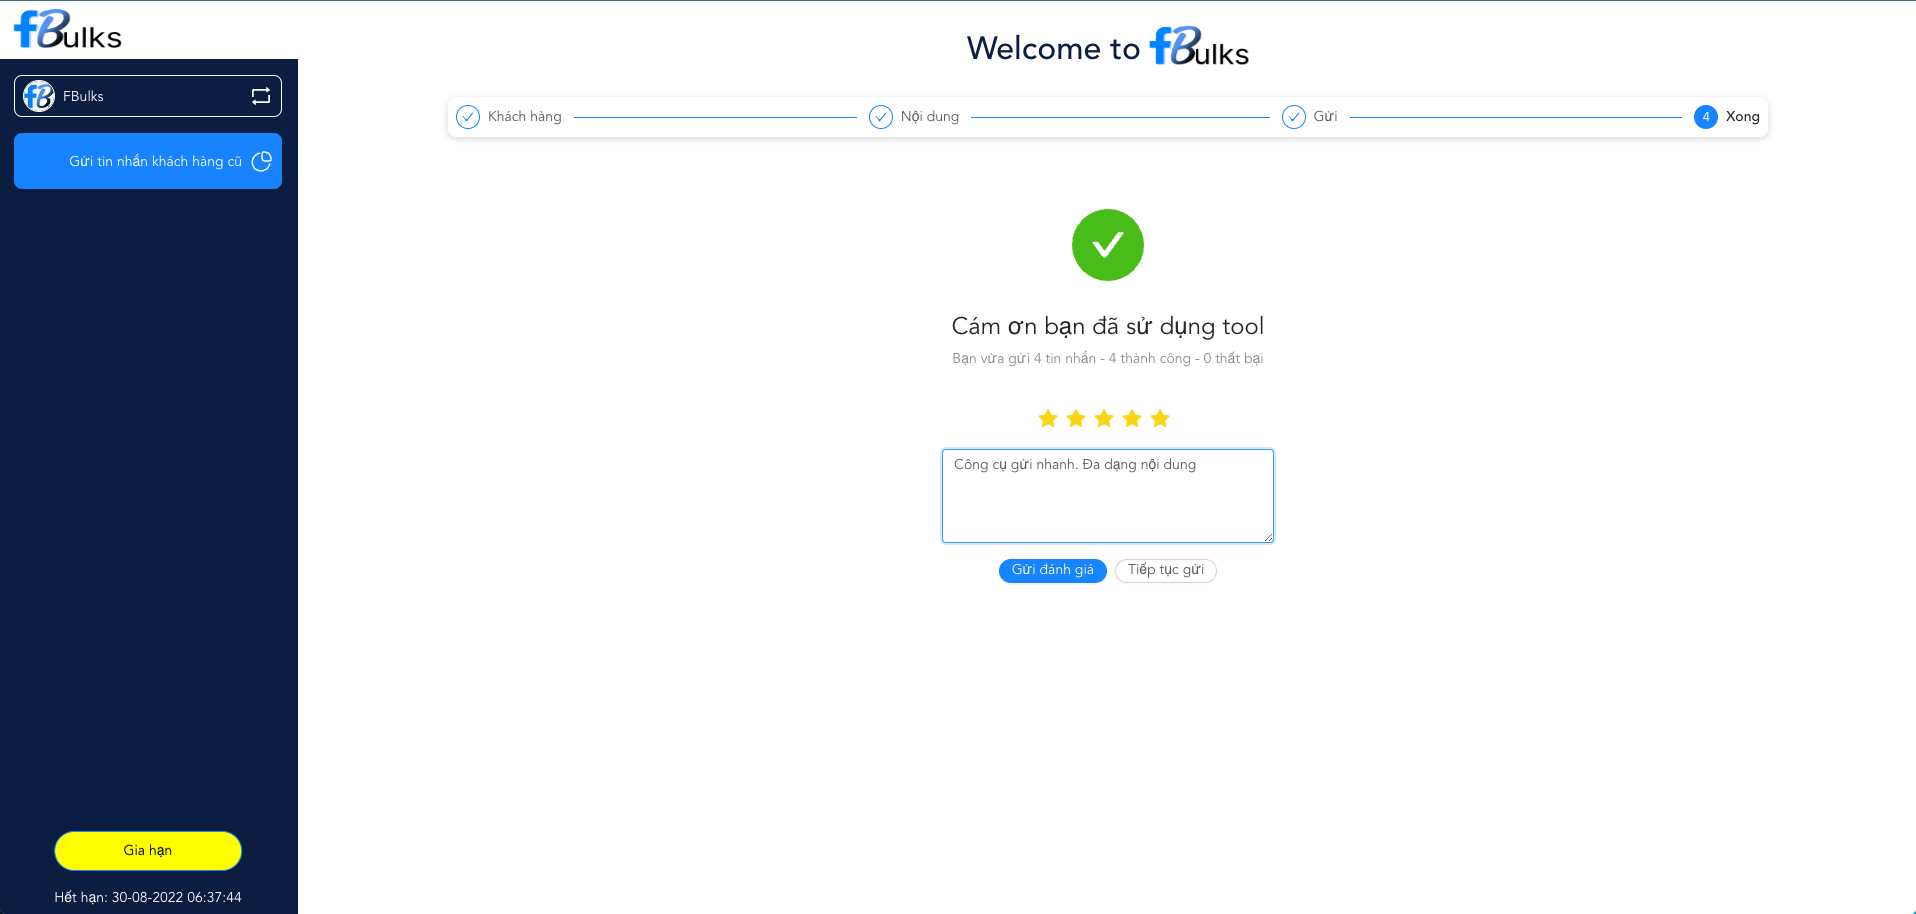 fBulks
Welcome to fBulks
FBulks
Khách hàng
Nội dung
Gửi
4 Xong
Gửi tin nhắn khách hàng cũ
Cám ơn bạn đã sử dụng tool
Bạn vừa gửi 4 tin nhắn - 4 thành công - 0 thất bại
Công cụ gửi nhanh. Đa dạng nội dung
Gửi đánh giá
Tiếp tục gửi
Gia hạn
Hết hạn: 30-08-2022 06:37:44